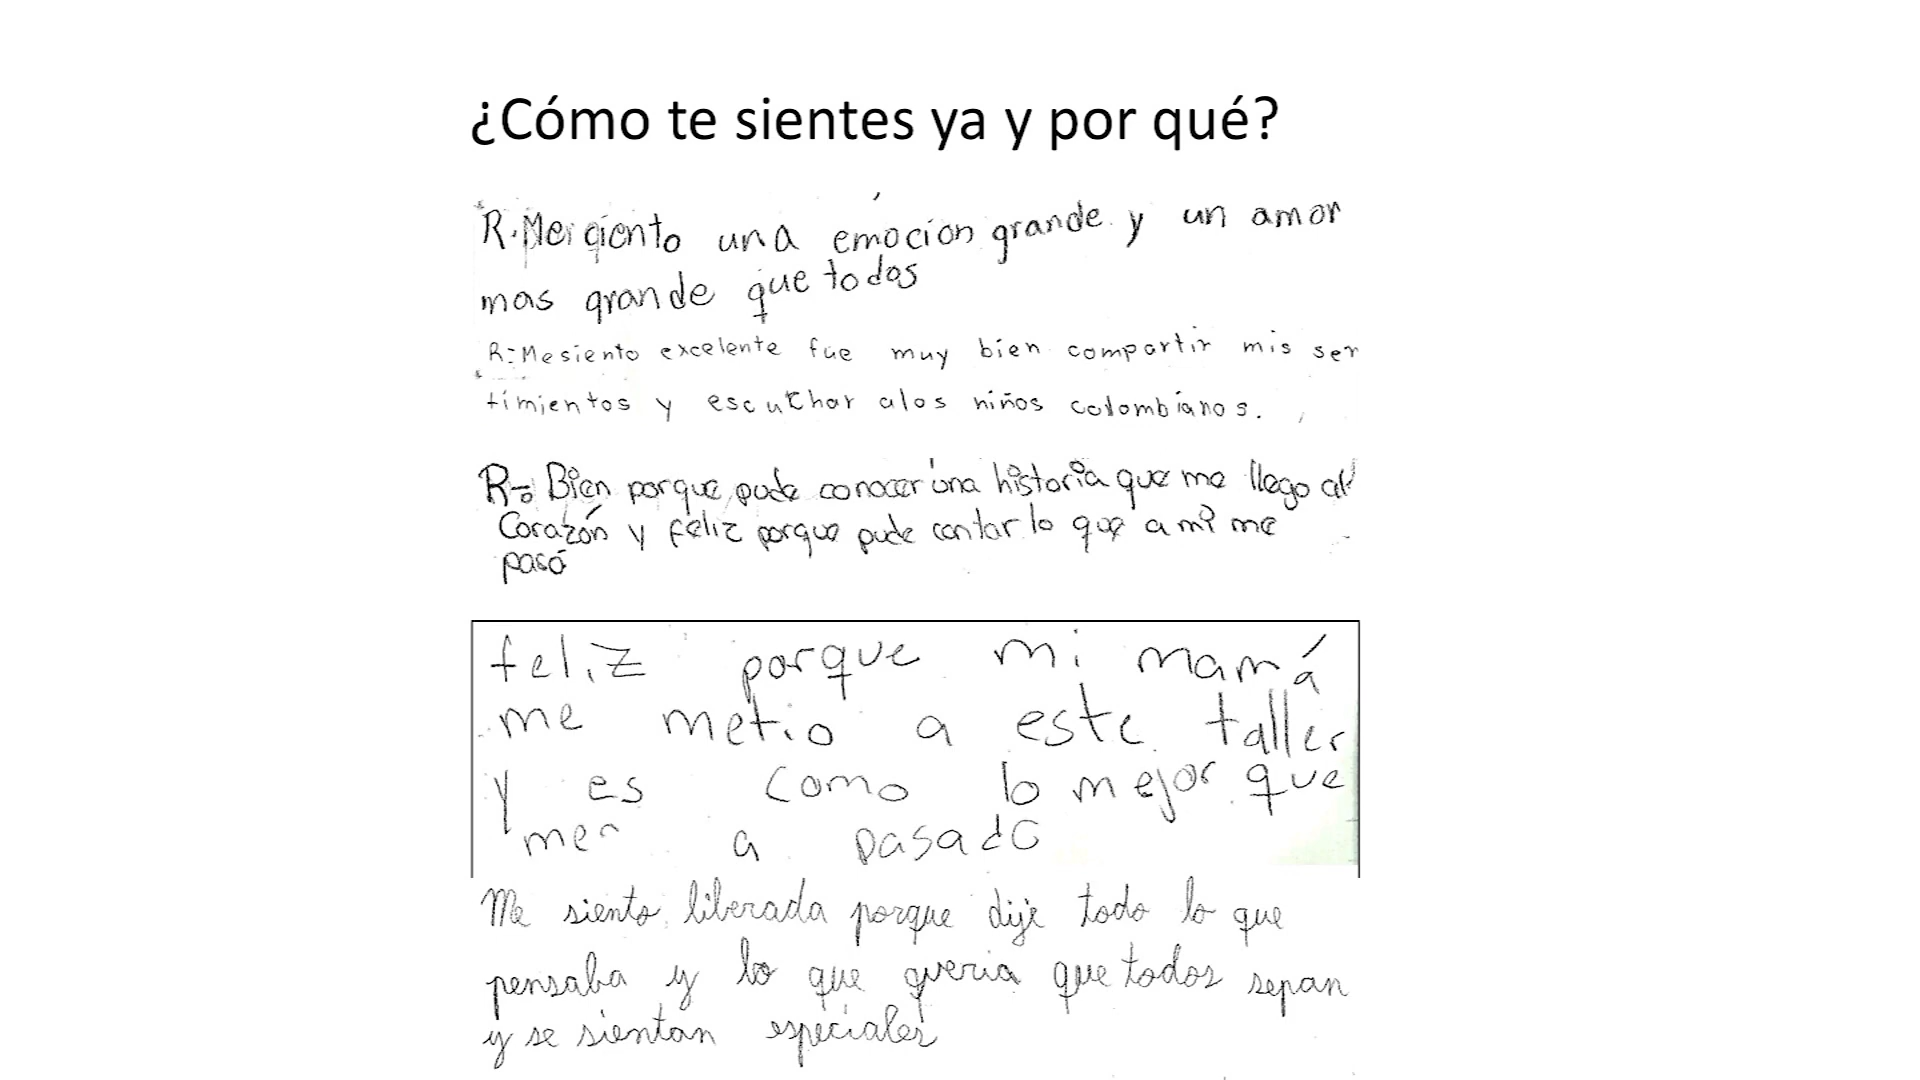 ¿Cómo te sientes ya y por qué?
R. Me siento una emocion grande y un amor
mas grande que todos
R= Me siento excelente fue muy bien compartir mis sen
timientos y escuchar alos niños colombianos.
R= Bien porque pude conocer una historia que me llego al
Corazón y feliz porque pude contar lo que a mi me
pasó
feliz porque mi mamá
me metio a este taller
y es como lo mejor que
me a pasado
Me siento liberada porque dije todo lo que
pensaba y lo que queria que todos sepan
y se sientan especiales